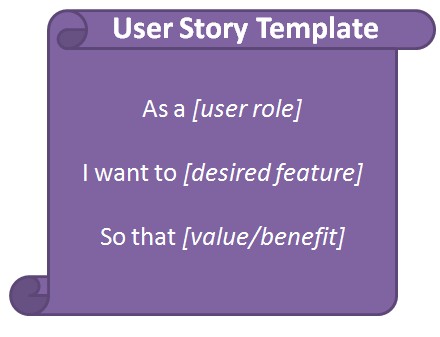 User Story Template
As a [user role]
I want to [desired feature]
So that [value/benefit]